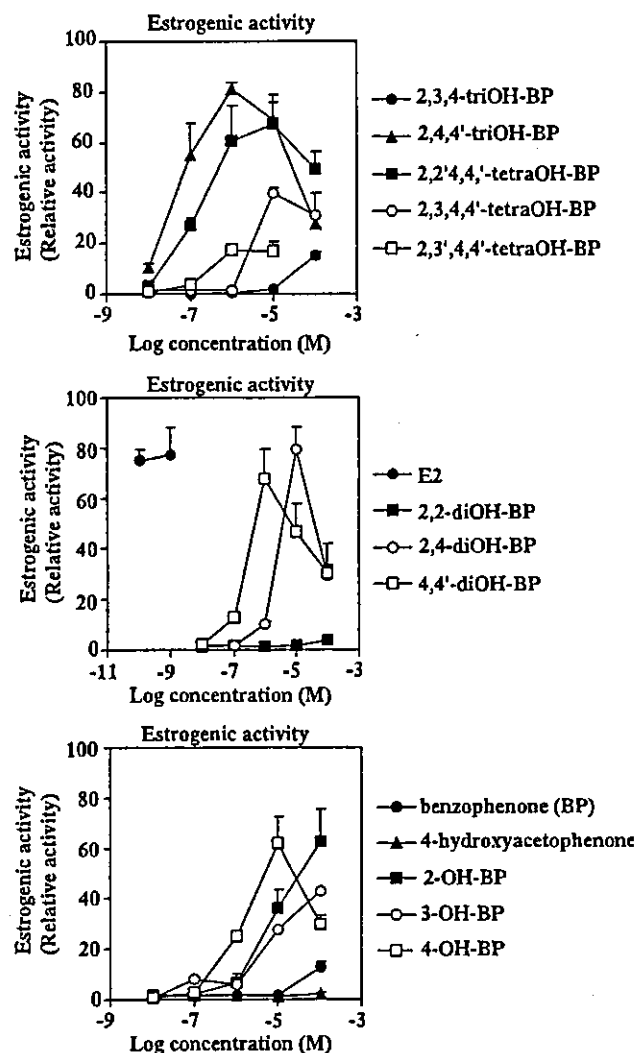 Estrogenic activity
Estrogenic activity
(Relative activity)
100
80
60
40
20
0
-9
-7
-5
-3
Log concentration (M)
2,3,4-triOH-BP
2,4,4'-triOH-BP
2,2'4,4,'-tetraOH-BP
2,3,4,4'-tetraOH-BP
2,3',4,4'-tetraOH-BP
Estrogenic activity
Estrogenic activity
(Relative activity)
100
80
60
40
20
0
-11
-9
-7
-5
-3
Log concentration (M)
E2
2,2-diOH-BP
2,4-diOH-BP
4,4'-diOH-BP
Estrogenic activity
Estrogenic activity
(Relative activity)
100
80
60
40
20
0
-9
-7
-5
-3
Log concentration (M)
benzophenone (BP)
4-hydroxyacetophenone
2-OH-BP
3-OH-BP
4-OH-BP